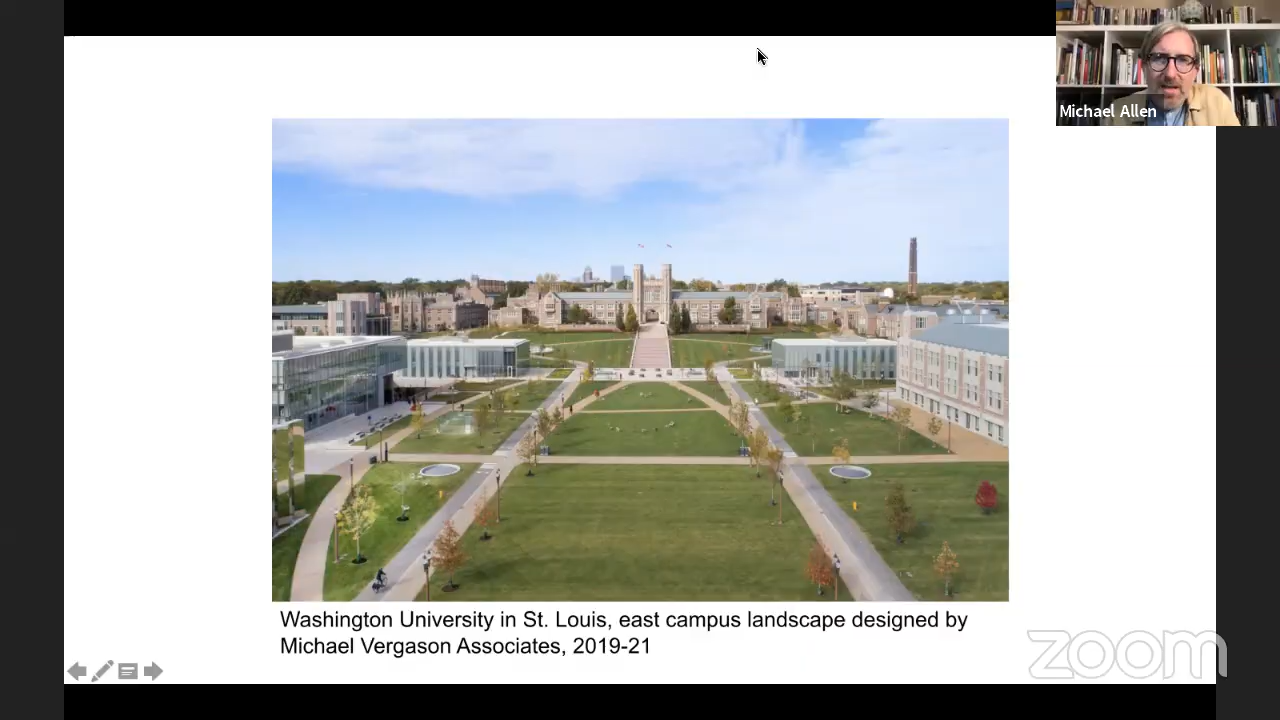 Michael Allen
Washington University in St. Louis, east campus landscape designed by
Michael Vergason Associates, 2019-21
zoom